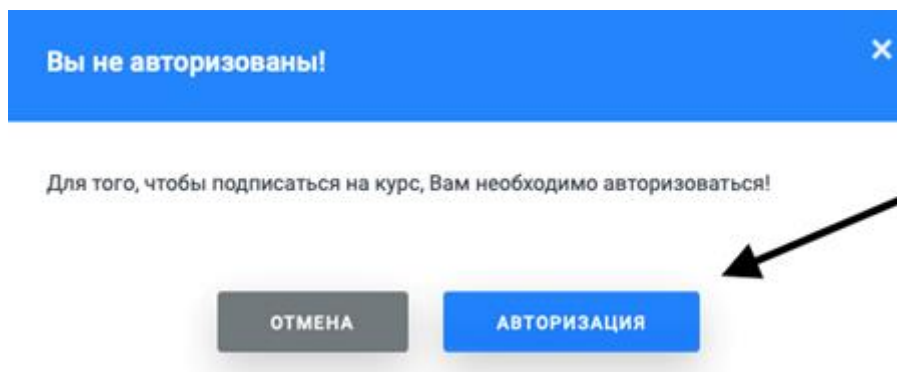 Вы не авторизованы!
Для того, чтобы подписаться на курс, Вам необходимо авторизоваться!
ОТМЕНА
АВТОРИЗАЦИЯ